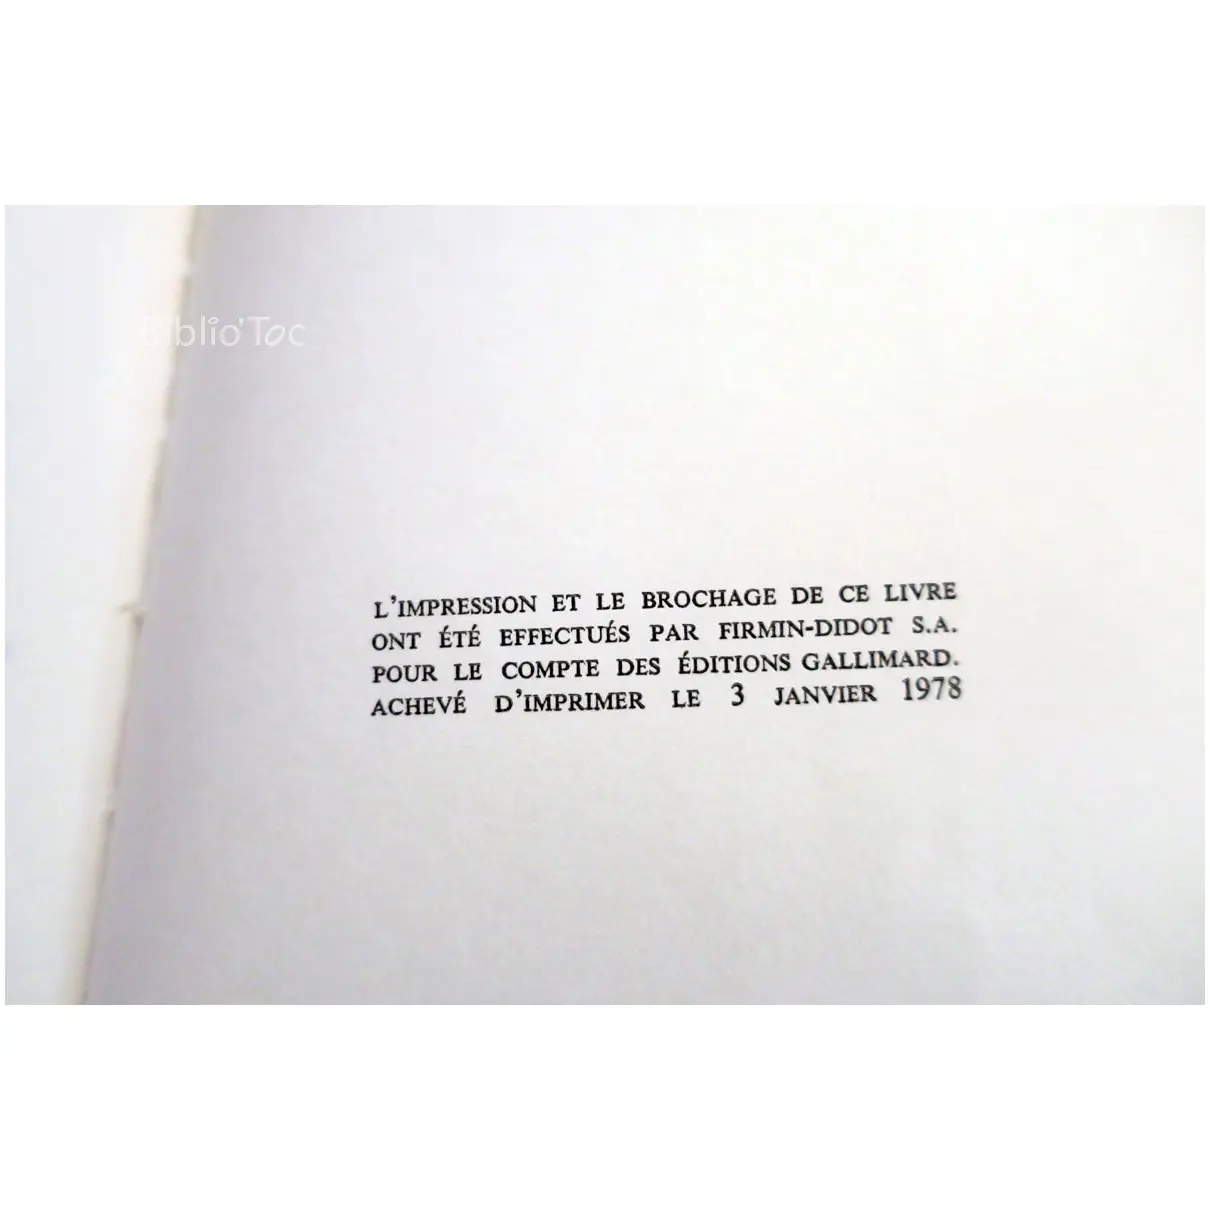 Biblio'Toc
L'IMPRESSION ET LE BROCHAGE DE CE LIVRE
ONT ÉTÉ EFFECTUÉS PAR FIRMIN-DIDOT S.A.
POUR LE COMPTE DES ÉDITIONS GALLIMARD.
ACHEVÉ D'IMPRIMER LE 3 JANVIER 1978